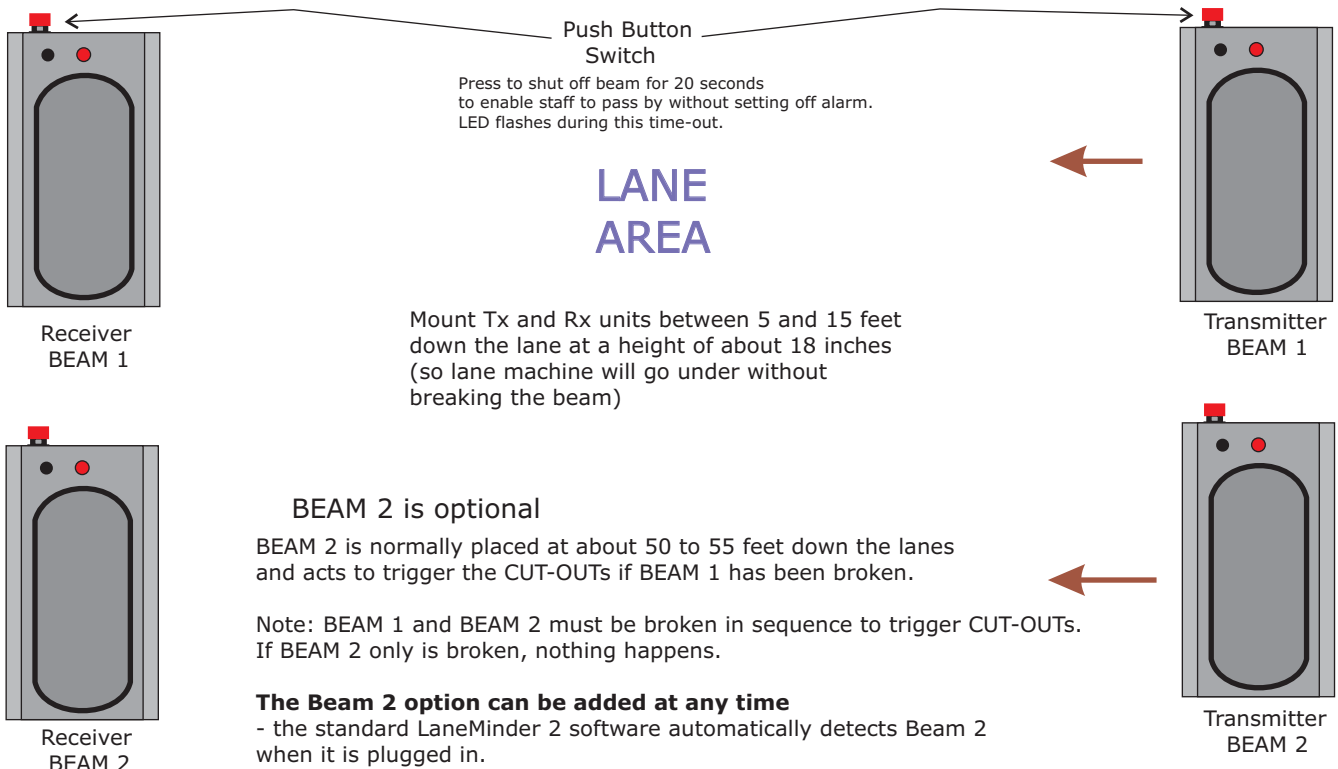 Push Button
Switch
Press to shut off beam for 20 seconds
to enable staff to pass by without setting off alarm.
LED flashes during this time-out.
LANE
AREA
Receiver
BEAM 1
Transmitter
BEAM 1
Mount Tx and Rx units between 5 and 15 feet
down the lane at a height of about 18 inches
(so lane machine will go under without
breaking the beam)
BEAM 2 is optional
BEAM 2 is normally placed at about 50 to 55 feet down the lanes
and acts to trigger the CUT-OUTs if BEAM 1 has been broken.
Note: BEAM 1 and BEAM 2 must be broken in sequence to trigger CUT-OUTs.
If BEAM 2 only is broken, nothing happens.
The Beam 2 option can be added at any time
- the standard LaneMinder 2 software automatically detects Beam 2
when it is plugged in.
Receiver
BEAM 2
Transmitter
BEAM 2